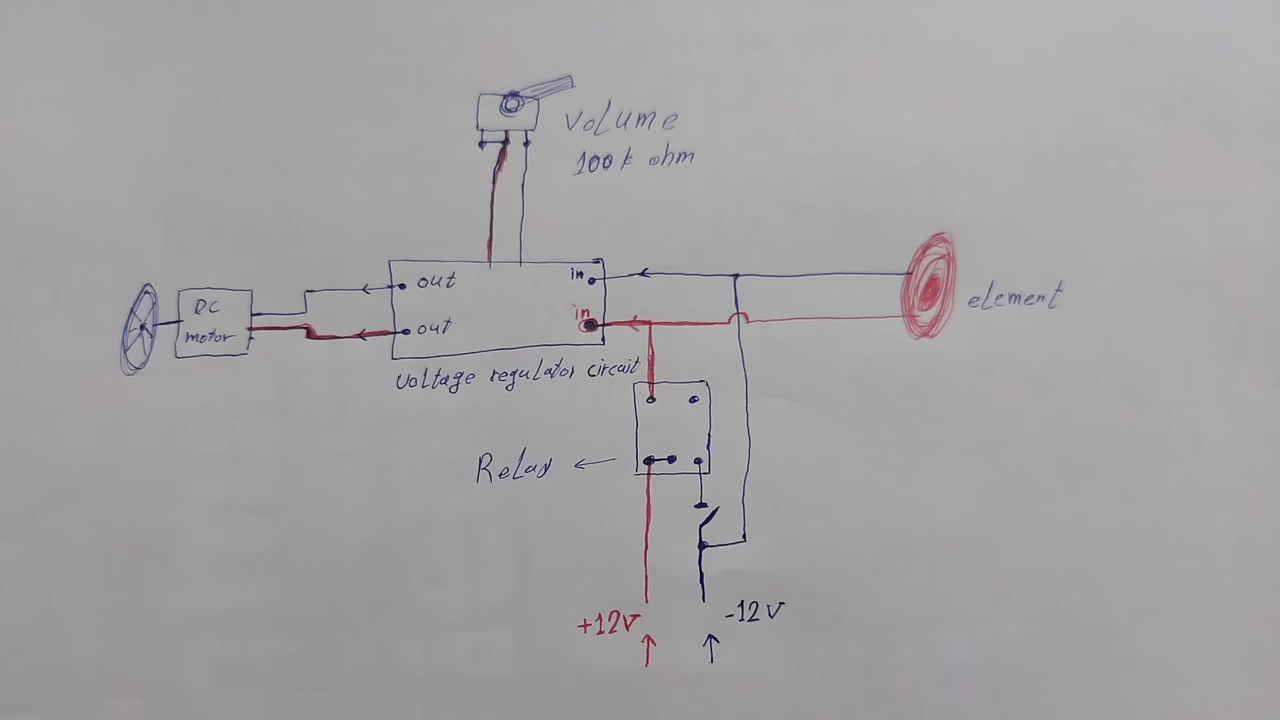 volume
100k ohm
out
in
DC
motor
out
in
element
voltage regulator circuit
Relay
+12v
-12v